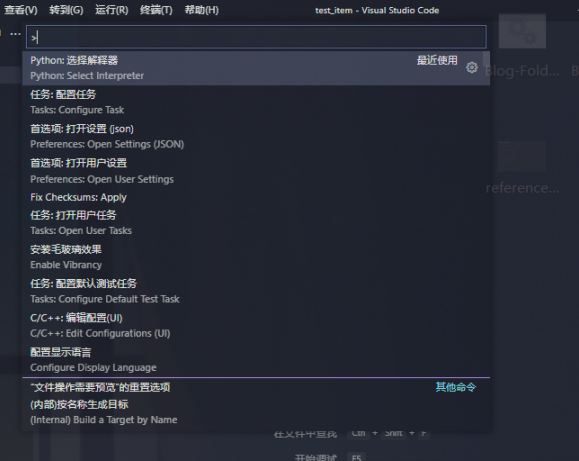 查看(V) 转到(G) 运行(R) 终端(T) 帮助(H) test_item - Visual Studio Code
...
>
Python: 选择解释器 最近使用
Python: Select Interpreter
Blog-Fold...
任务: 配置任务
Tasks: Configure Task
首选项: 打开设置 (json)
Preferences: Open Settings (JSON)
首选项: 打开用户设置
Preferences: Open User Settings
reference...
Fix Checksums: Apply
任务: 打开用户任务
Tasks: Open User Tasks
安装毛玻璃效果
Enable Vibrancy
任务: 配置默认测试任务
Tasks: Configure Default Test Task
C/C++: 编辑配置(UI)
C/C++: Edit Configurations (UI)
配置显示语言
Configure Display Language
"文件操作需要预览"的重置选项 其他命令
(内部)按名称生成目标
(Internal) Build a Target by Name
在文件中查找 Ctrl + Shift + F
开始调试 F5